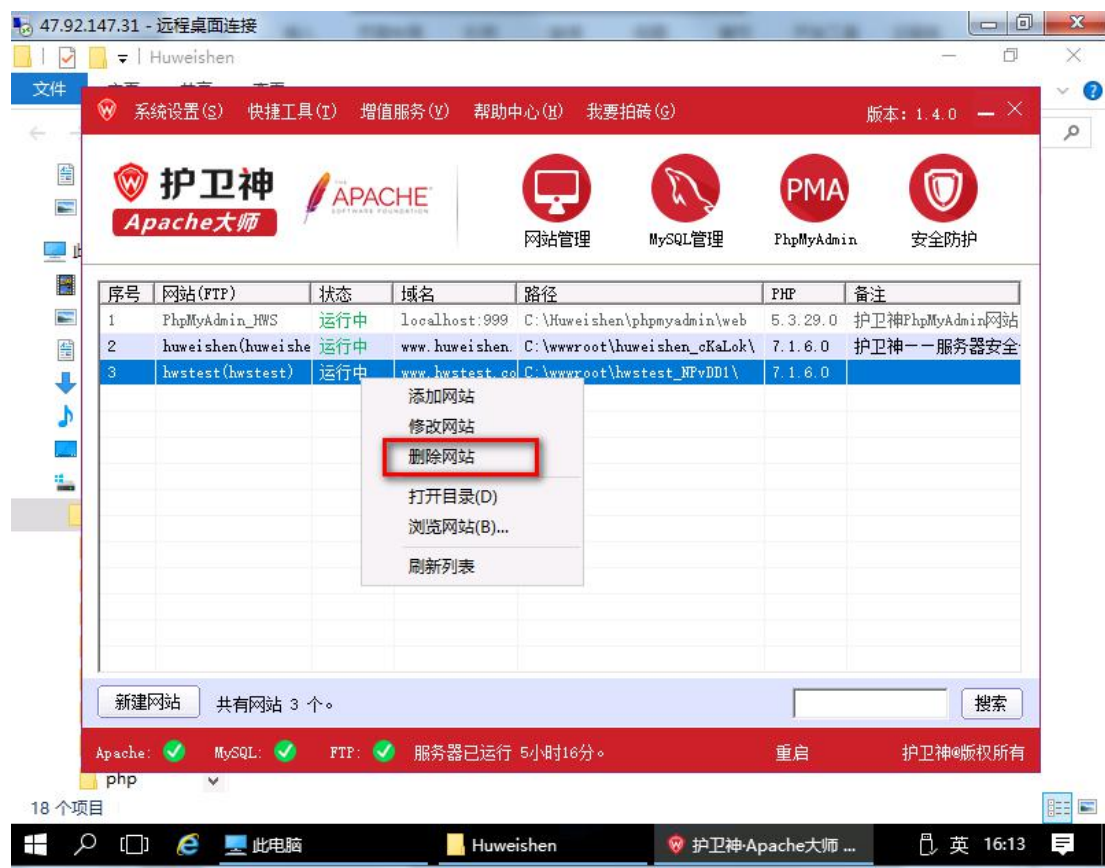 47.92.147.31 - 远程桌面连接
Huweishen
文件
系统设置(S) 快捷工具(T) 增值服务(V) 帮助中心(H) 我要拍砖(G) 版本: 1.4.0
护卫神
Apache大师
THE
APACHE
SOFTWARE FOUNDATION
PMA
网站管理 MySQL管理 PhpMyAdmin 安全防护
序号 网站(FTP) 状态 域名 路径 PHP 备注
1 PhpMyAdmin_HWS 运行中 localhost:999 C:\Huweishen\phpmyadmin\web 5.3.29.0 护卫神PhpMyAdmin网站
2 huweishen(huweishe 运行中 www.huweishen. C:\wwwroot\huweishen_cKaLok\ 7.1.6.0 护卫神——服务器安全
3 hwstest(hwstest) 运行中 www.hwstest.co C:\wwwroot\hwstest_NPvDD1\ 7.1.6.0
添加网站
修改网站
删除网站
打开目录(D)
浏览网站(B)...
刷新列表
新建网站 共有网站 3 个。 搜索
Apache: MySQL: FTP: 服务器已运行 5小时16分。 重启 护卫神@版权所有
php
18 个项目
此电脑 Huweishen 护卫神·Apache大师 ... 英 16:13